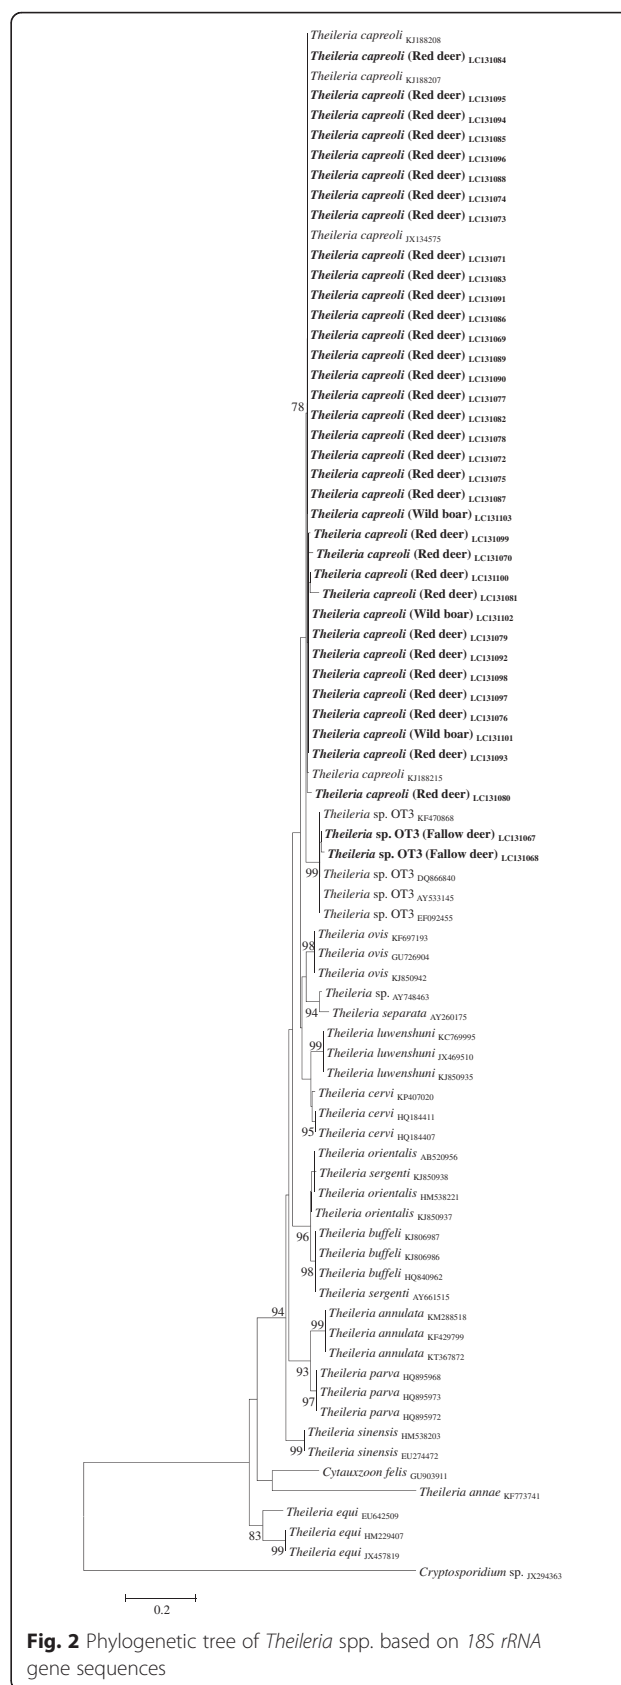 Theileria capreoli KJ188208
Theileria capreoli (Red deer) LC131084
Theileria capreoli KJ188207
Theileria capreoli (Red deer) LC131095
Theileria capreoli (Red deer) LC131094
Theileria capreoli (Red deer) LC131085
Theileria capreoli (Red deer) LC131096
Theileria capreoli (Red deer) LC131088
Theileria capreoli (Red deer) LC131074
Theileria capreoli (Red deer) LC131073
Theileria capreoli JX134575
Theileria capreoli (Red deer) LC131071
Theileria capreoli (Red deer) LC131083
Theileria capreoli (Red deer) LC131091
Theileria capreoli (Red deer) LC131086
Theileria capreoli (Red deer) LC131069
Theileria capreoli (Red deer) LC131089
Theileria capreoli (Red deer) LC131090
Theileria capreoli (Red deer) LC131077
78
Theileria capreoli (Red deer) LC131082
Theileria capreoli (Red deer) LC131078
Theileria capreoli (Red deer) LC131072
Theileria capreoli (Red deer) LC131075
Theileria capreoli (Red deer) LC131087
Theileria capreoli (Wild boar) LC131103
Theileria capreoli (Red deer) LC131099
Theileria capreoli (Red deer) LC131070
Theileria capreoli (Red deer) LC131100
Theileria capreoli (Red deer) LC131081
Theileria capreoli (Wild boar) LC131102
Theileria capreoli (Red deer) LC131079
Theileria capreoli (Red deer) LC131092
Theileria capreoli (Red deer) LC131098
Theileria capreoli (Red deer) LC131097
Theileria capreoli (Red deer) LC131076
Theileria capreoli (Wild boar) LC131101
Theileria capreoli (Red deer) LC131093
Theileria capreoli KJ188215
Theileria capreoli (Red deer) LC131080
Theileria sp. OT3 KF470868
Theileria sp. OT3 (Fallow deer) LC131067
Theileria sp. OT3 (Fallow deer) LC131068
99
Theileria sp. OT3 DQ866840
Theileria sp. OT3 AY533145
Theileria sp. OT3 EF092455
Theileria ovis KF697193
98
Theileria ovis GU726904
Theileria ovis KJ850942
Theileria sp. AY748463
94
Theileria separata AY260175
Theileria luwenshuni KC769995
99
Theileria luwenshuni JX469510
Theileria luwenshuni KJ850935
Theileria cervi KP407020
Theileria cervi HQ184411
95
Theileria cervi HQ184407
Theileria orientalis AB520956
Theileria sergenti KJ850938
Theileria orientalis HM538221
Theileria orientalis KJ850937
96
Theileria buffeli KJ806987
Theileria buffeli KJ806986
98
Theileria buffeli HQ840962
Theileria sergenti AY661515
94
Theileria annulata KM288518
99
Theileria annulata KF429799
Theileria annulata KT367872
93
Theileria parva HQ895968
Theileria parva HQ895973
97
Theileria parva HQ895972
Theileria sinensis HM538203
99
Theileria sinensis EU274472
Cytauxzoon felis GU903911
Theileria annae KF773741
Theileria equi EU642509
83
Theileria equi HM229407
99
Theileria equi JX457819
Cryptosporidium sp. JX294363
0.2
Fig. 2 Phylogenetic tree of Theileria spp. based on 18S rRNA
gene sequences